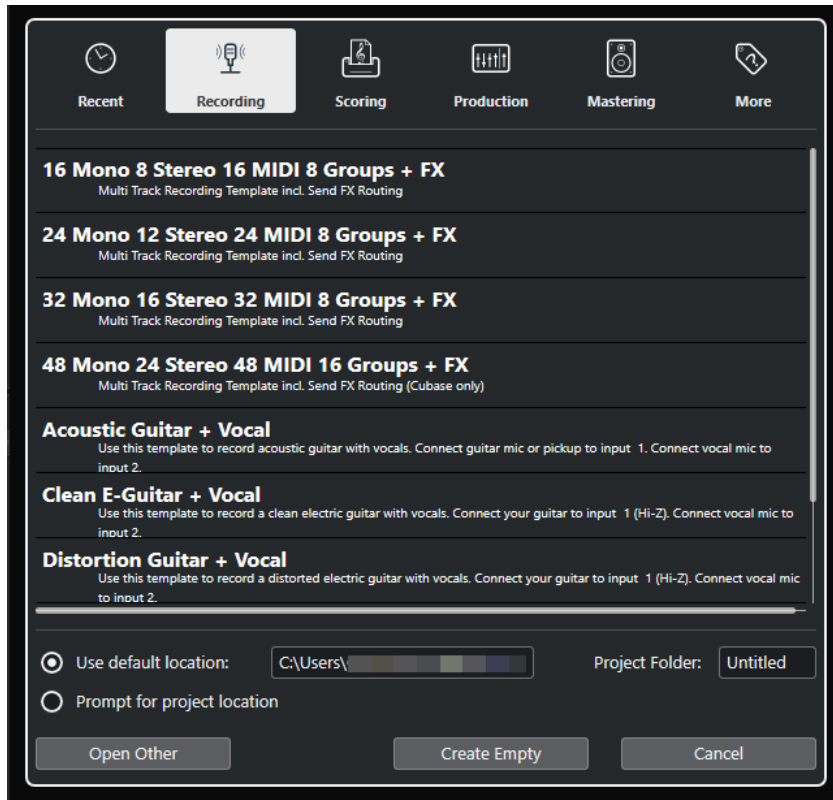 Recent
Recording
Scoring
Production
Mastering
More
16 Mono 8 Stereo 16 MIDI 8 Groups + FX
Multi Track Recording Template incl. Send FX Routing
24 Mono 12 Stereo 24 MIDI 8 Groups + FX
Multi Track Recording Template incl. Send FX Routing
32 Mono 16 Stereo 32 MIDI 8 Groups + FX
Multi Track Recording Template incl. Send FX Routing
48 Mono 24 Stereo 48 MIDI 16 Groups + FX
Multi Track Recording Template incl. Send FX Routing (Cubase only)
Acoustic Guitar + Vocal
Use this template to record acoustic guitar with vocals. Connect guitar mic or pickup to input 1. Connect vocal mic to
input 2.
Clean E-Guitar + Vocal
Use this template to record a clean electric guitar with vocals. Connect your guitar to input 1 (Hi-Z). Connect vocal mic to
input 2.
Distortion Guitar + Vocal
Use this template to record a distorted electric guitar with vocals. Connect your guitar to input 1 (Hi-Z). Connect vocal mic
to input 2.
Use default location: C:\Users\ Project Folder: Untitled
Prompt for project location
Open Other Create Empty Cancel